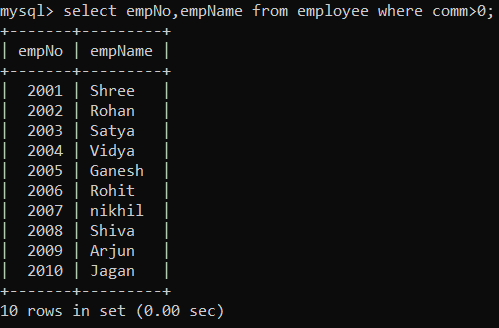 mysql> select empNo,empName from employee where comm>0;
+-------+---------+
| empNo | empName |
+-------+---------+
|  2001 | Shree   |
|  2002 | Rohan   |
|  2003 | Satya   |
|  2004 | Vidya   |
|  2005 | Ganesh  |
|  2006 | Rohit   |
|  2007 | nikhil  |
|  2008 | Shiva   |
|  2009 | Arjun   |
|  2010 | Jagan   |
+-------+---------+
10 rows in set (0.00 sec)